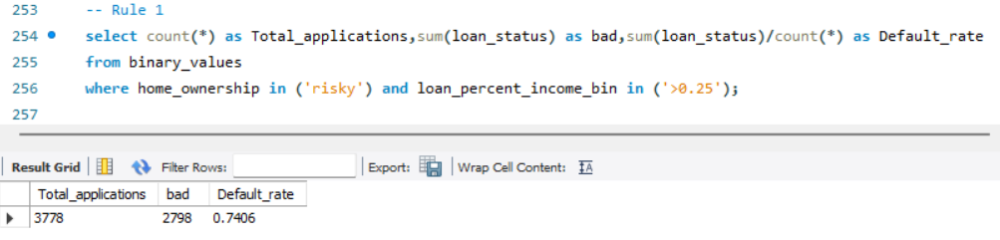 253 -- Rule 1
254 select count(*) as Total_applications,sum(loan_status) as bad,sum(loan_status)/count(*) as Default_rate
255 from binary_values
256 where home_ownership in ('risky') and loan_percent_income_bin in ('>0.25');
257
Result Grid Filter Rows: Export: Wrap Cell Content: IA
Total_applications bad Default_rate
3778 2798 0.7406